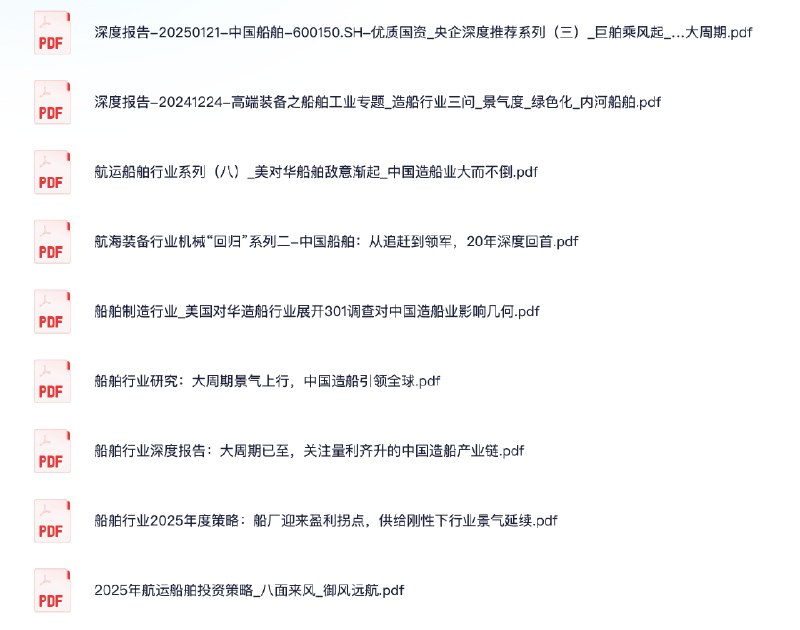 PDF
深度报告-20250121-中国船舶-600150.SH-优质国资_央企深度推荐系列（三）_巨舶乘风起_...大周期.pdf
PDF
深度报告-20241224-高端装备之船舶工业专题_造船行业三问_景气度_绿色化_内河船舶.pdf
PDF
航运船舶行业系列（八）_美对华船舶敌意渐起_中国造船业大而不倒.pdf
PDF
航海装备行业机械“回归”系列二-中国船舶：从追赶到领军，20年深度回首.pdf
PDF
船舶制造行业_美国对华造船行业展开301调查对中国造船业影响几何.pdf
PDF
船舶行业研究：大周期景气上行，中国造船引领全球.pdf
PDF
船舶行业深度报告：大周期已至，关注量利齐升的中国造船产业链.pdf
PDF
船舶行业2025年度策略：船厂迎来盈利拐点，供给刚性下行业景气延续.pdf
PDF
2025年航运船舶投资策略_八面来风_御风远航.pdf